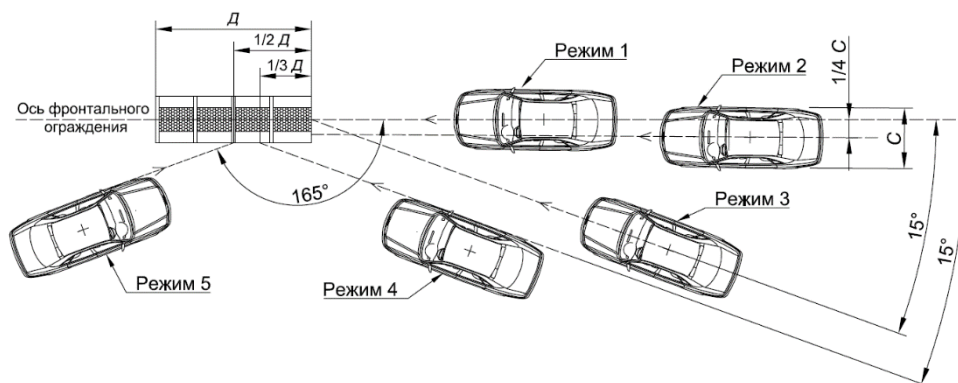 Д
1/2 Д
1/3 Д
Режим 1
Режим 2
1/4 С
С
Ось фронтального
ограждения
165°
Режим 3
15°
15°
Режим 5
Режим 4